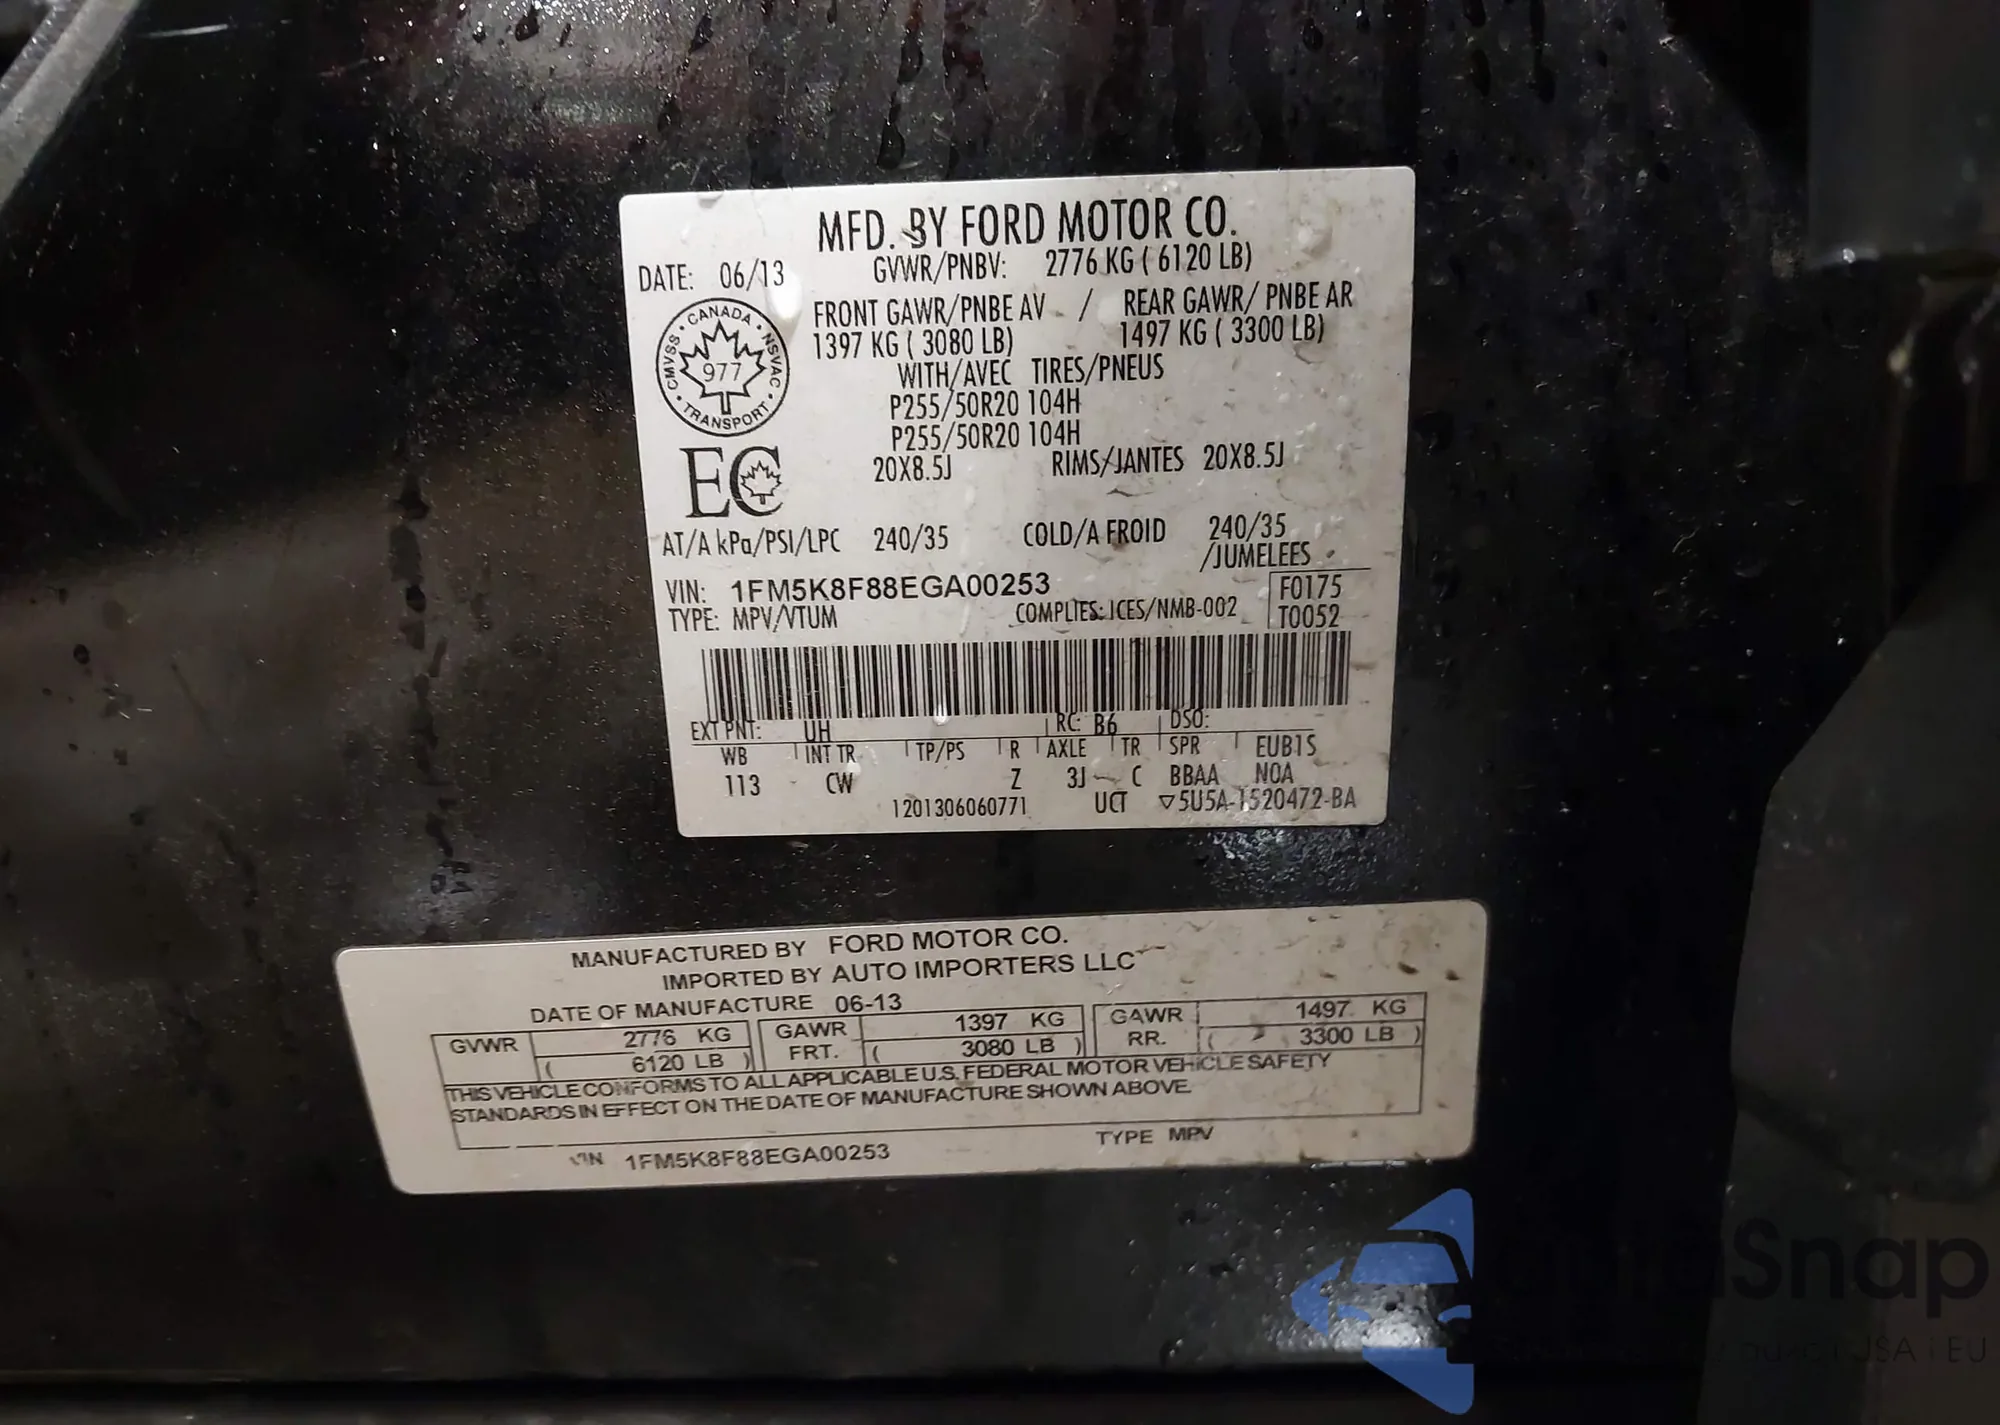 MFD. BY FORD MOTOR CO.
DATE: 06/13 GVWR/PNBV: 2776 KG ( 6120 LB)
FRONT GAWR/PNBE AV / REAR GAWR/ PNBE AR
1397 KG ( 3080 LB) 1497 KG ( 3300 LB)
WITH/AVEC TIRES/PNEUS
P255/50R20 104H
P255/50R20 104H
20X8.5J RIMS/JANTES 20X8.5J
CANADA • NSVAC • TRANSPORT • CMVSS •
977
EC
AT/A kPa/PSI/LPC 240/35 COLD/A FROID 240/35
/JUMELEES
VIN: 1FM5K8F88EGA00253 F0175
TYPE: MPV/VTUM COMPLIES: ICES/NMB-002 T0052
EXT PNT: UH RC: B6 DSO:
WB INT TR TP/PS R AXLE TR SPR EUB1S
113 CW Z 3J C BBAA NOA
1201306060771 UCT ▽5U5A-1520472-BA
MANUFACTURED BY FORD MOTOR CO.
IMPORTED BY AUTO IMPORTERS LLC
DATE OF MANUFACTURE 06-13
GVWR 2776 KG GAWR 1397 KG GAWR 1497 KG
( 6120 LB ) FRT. ( 3080 LB ) RR. ( 3300 LB )
THIS VEHICLE CONFORMS TO ALL APPLICABLE U.S. FEDERAL MOTOR VEHICLE SAFETY
STANDARDS IN EFFECT ON THE DATE OF MANUFACTURE SHOWN ABOVE.
VIN 1FM5K8F88EGA00253 TYPE MPV
Snap
i EU